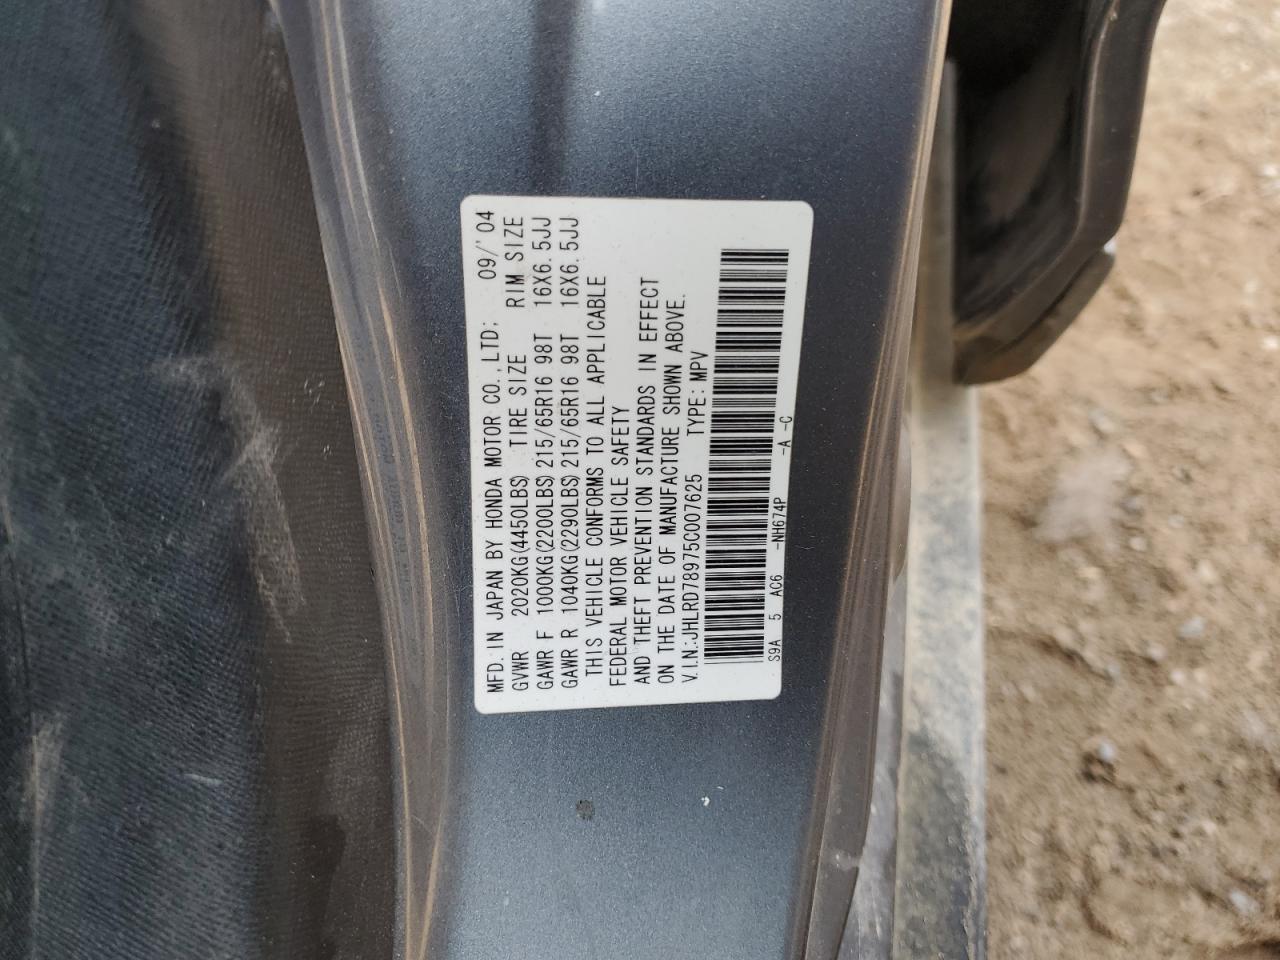 MFD. IN JAPAN BY HONDA MOTOR CO.,LTD; 09/'04
GVWR 2020KG(4450LBS) TIRE SIZE RIM SIZE
GAWR F 1000KG(2200LBS)215/65R16 98T 16X6.5JJ
GAWR R 1040KG(2290LBS)215/65R16 98T 16X6.5JJ
THIS VEHICLE CONFORMS TO ALL APPLICABLE
FEDERAL MOTOR VEHICLE SAFETY
AND THEFT PREVENTION STANDARDS IN EFFECT
ON THE DATE OF MANUFACTURE SHOWN ABOVE.
V.I.N.:JHLRD78975C007625 TYPE:MPV
S9A 5 AC6 -NH674P -A -C